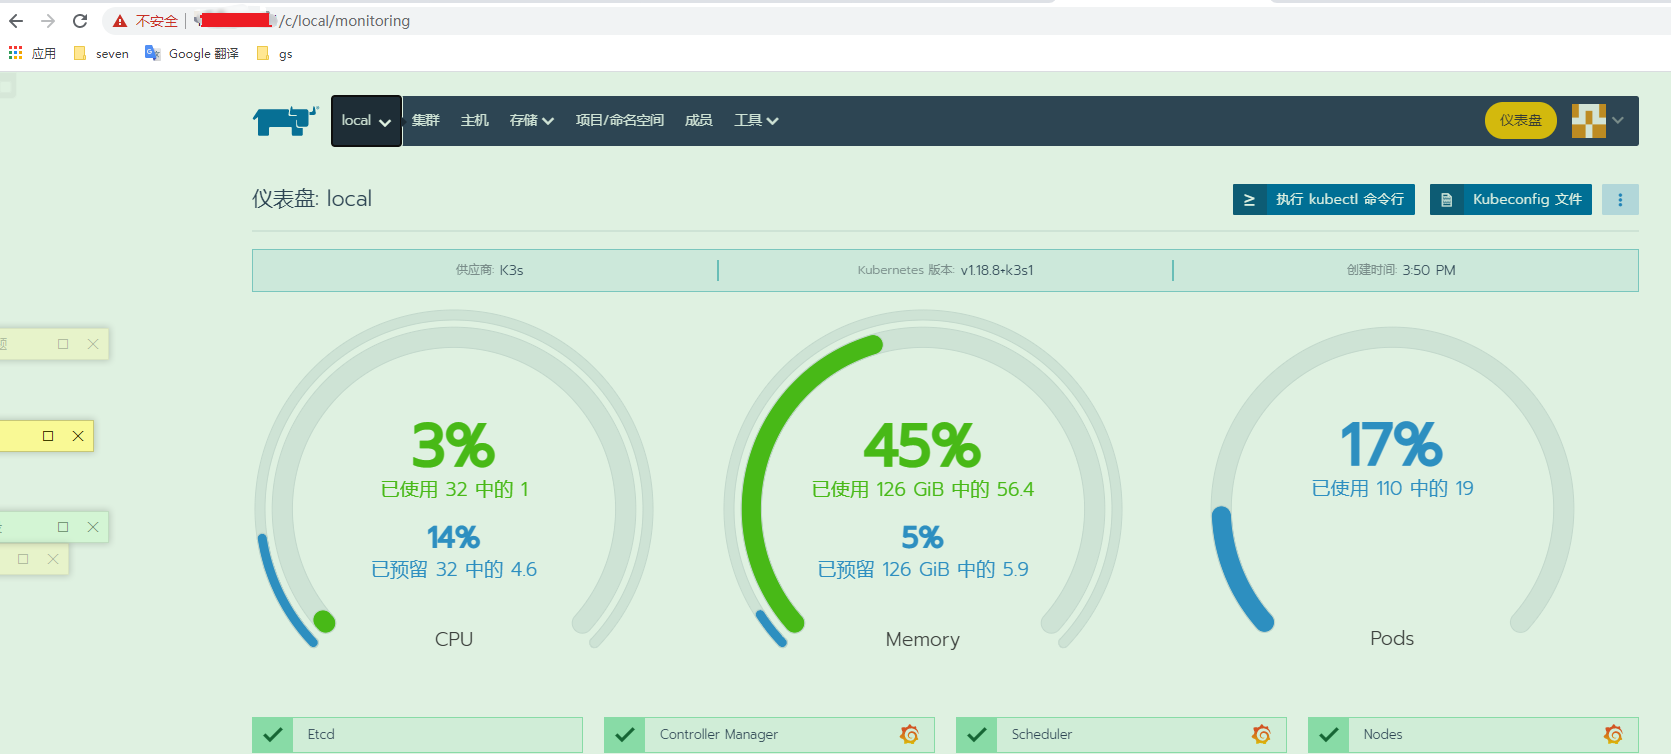 不安全 /c/local/monitoring
应用 seven Google 翻译 gs
local 集群 主机 存储 项目/命名空间 成员 工具 仪表盘
仪表盘: local 执行 kubectl 命令行 Kubeconfig 文件
供应商: K3s Kubernetes 版本: v1.18.8+k3s1 创建时间: 3:50 PM
3%
已使用 32 中的 1
14%
已预留 32 中的 4.6
CPU
45%
已使用 126 GiB 中的 56.4
5%
已预留 126 GiB 中的 5.9
Memory
17%
已使用 110 中的 19
Pods
题
Etcd Controller Manager Scheduler Nodes